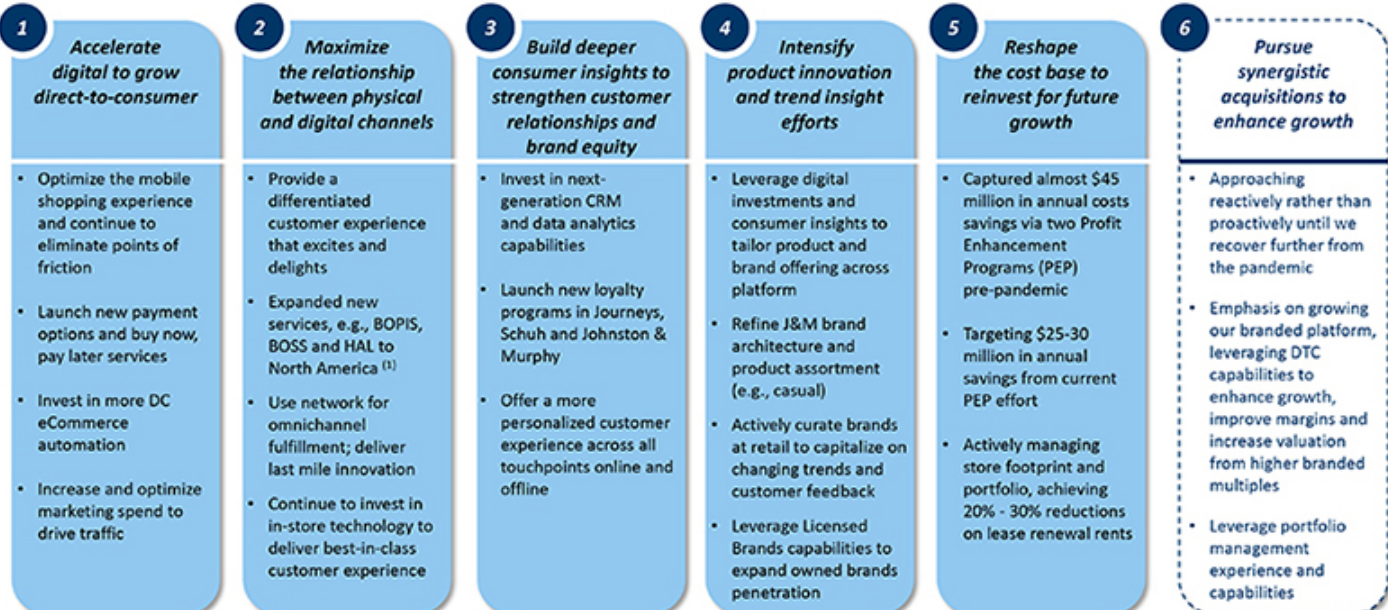 1
Accelerate
digital to grow
direct-to-consumer
• Optimize the mobile
shopping experience
and continue to
eliminate points of
friction
• Launch new payment
options and buy now,
pay later services
• Invest in more DC
eCommerce
automation
• Increase and optimize
marketing spend to
drive traffic
2
Maximize
the relationship
between physical
and digital channels
• Provide a
differentiated
customer experience
that excites and
delights
• Expanded new
services, e.g., BOPIS,
BOSS and HAL to
North America (1)
• Use network for
omnichannel
fulfillment; deliver
last mile innovation
• Continue to invest in
in-store technology to
deliver best-in-class
customer experience
3
Build deeper
consumer insights to
strengthen customer
relationships and
brand equity
• Invest in next-
generation CRM
and data analytics
capabilities
• Launch new loyalty
programs in Journeys,
Schuh and Johnston &
Murphy
• Offer a more
personalized customer
experience across all
touchpoints online and
offline
4
Intensify
product innovation
and trend insight
efforts
• Leverage digital
investments and
consumer insights to
tailor product and
brand offering across
platform
• Refine J&M brand
architecture and
product assortment
(e.g., casual)
• Actively curate brands
at retail to capitalize on
changing trends and
customer feedback
• Leverage Licensed
Brands capabilities to
expand owned brands
penetration
5
Reshape
the cost base to
reinvest for future
growth
• Captured almost $45
million in annual costs
savings via two Profit
Enhancement
Programs (PEP)
pre-pandemic
• Targeting $25-30
million in annual
savings from current
PEP effort
• Actively managing
store footprint and
portfolio, achieving
20% - 30% reductions
on lease renewal rents
6
Pursue
synergistic
acquisitions to
enhance growth
• Approaching
reactively rather than
proactively until we
recover further from
the pandemic
• Emphasis on growing
our branded platform,
leveraging DTC
capabilities to
enhance growth,
improve margins and
increase valuation
from higher branded
multiples
• Leverage portfolio
management
experience and
capabilities